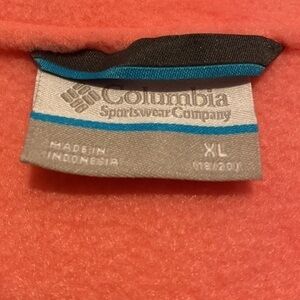 Columbia
Sportswear Company
MADE IN
INDONESIA
XL
(18/20)